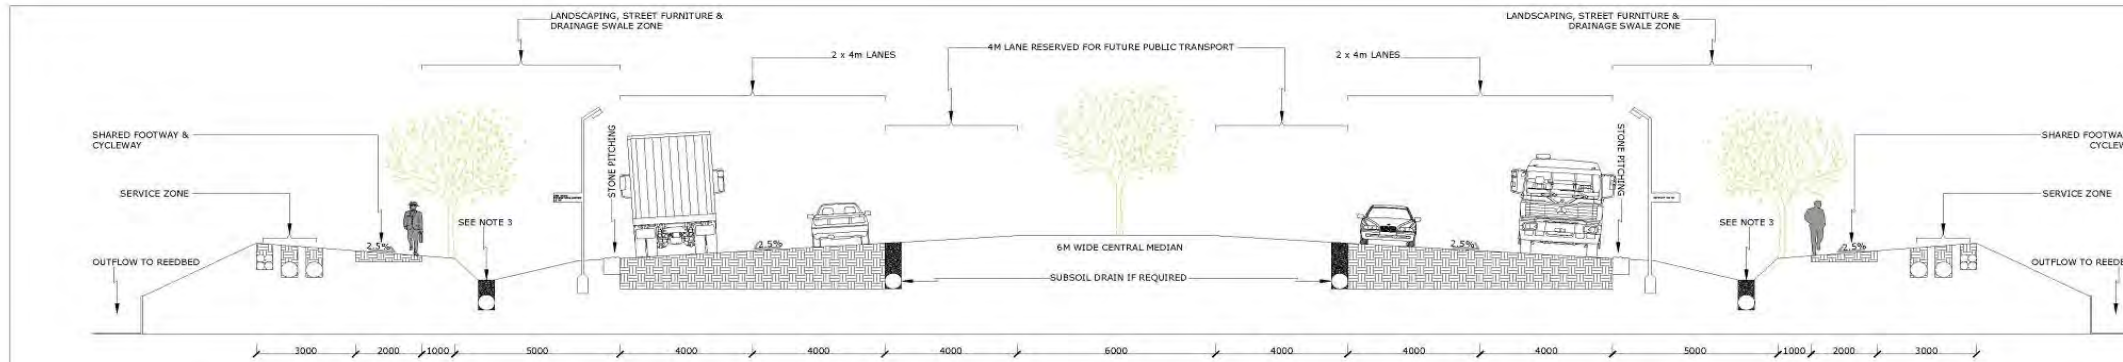 LANDSCAPING, STREET FURNITURE &
DRAINAGE SWALE ZONE
LANDSCAPING, STREET FURNITURE &
DRAINAGE SWALE ZONE
2 x 4m LANES
4M LANE RESERVED FOR FUTURE PUBLIC TRANSPORT
2 x 4m LANES
SHARED FOOTWAY &
CYCLEWAY
STONE PITCHING
STONE PITCHING
SHARED FOOTWA
CYCLEW
SERVICE ZONE
SERVICE ZONE
SEE NOTE 3
SEE NOTE 3
2.5%
2.5%
6M WIDE CENTRAL MEDIAN
2.5%
2.5%
OUTFLOW TO REEDBED
SUBSOIL DRAIN IF REQUIRED
OUTFLOW TO REEDBE
3000 2000 1000 5000 4000 4000 4000 6000 4000 4000 4000 5000 1000 2000 3000